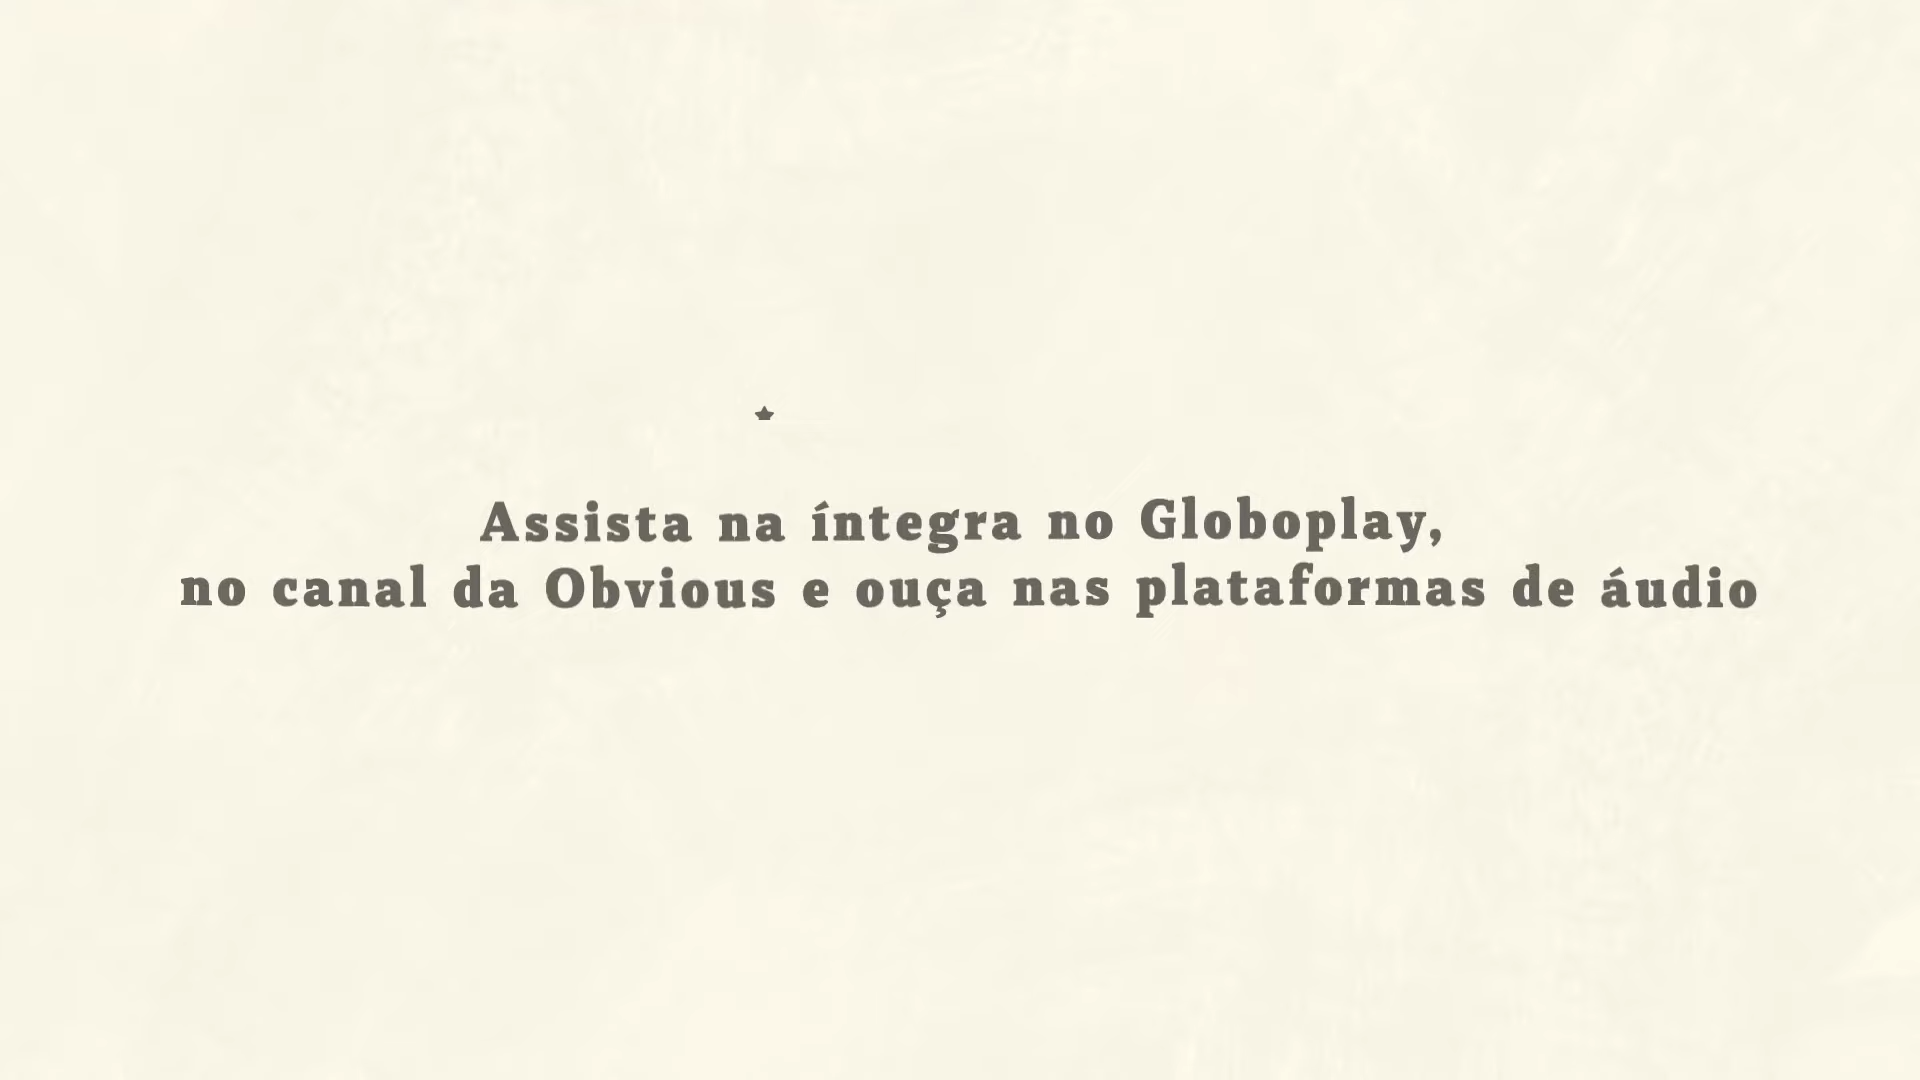 Assista na íntegra no Globoplay,
no canal da Obvious e ouça nas plataformas de áudio